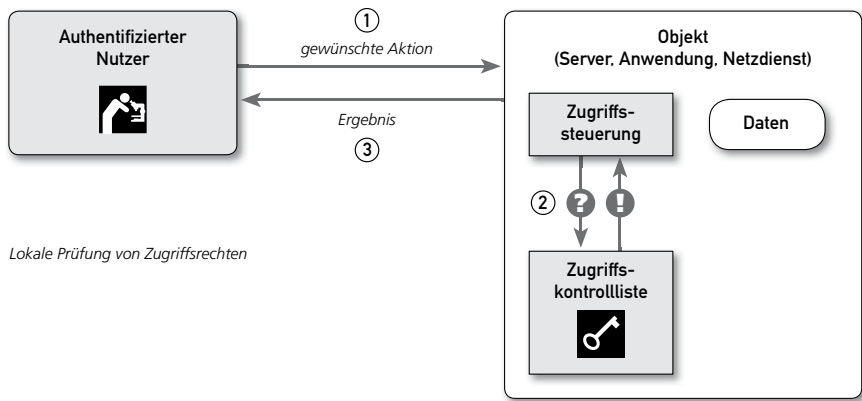 Authentifizierter
Nutzer
1
gewünschte Aktion
Ergebnis
3
Objekt
(Server, Anwendung, Netzdienst)
Zugriffs-
steuerung
Daten
2
?
!
Zugriffs-
kontrollliste
Lokale Prüfung von Zugriffsrechten